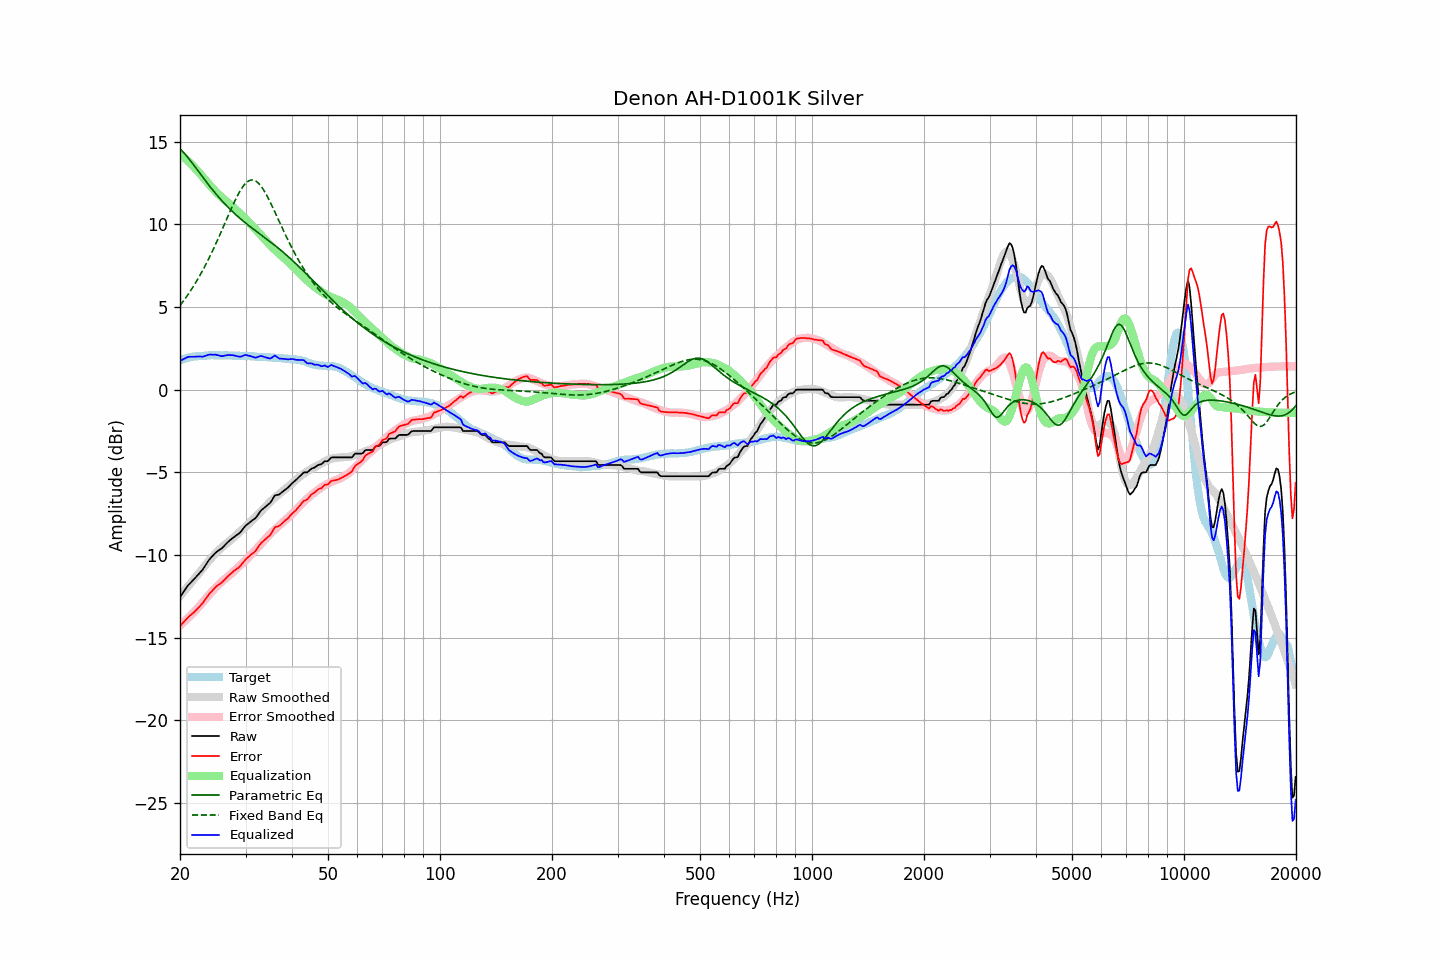 Denon AH-D1001K Silver
Amplitude (dBr)
15
10
5
0
−5
−10
−15
−20
−25
Target
Raw Smoothed
Error Smoothed
Raw
Error
Equalization
Parametric Eq
Fixed Band Eq
Equalized
20 50 100 200 500 1000 2000 5000 10000 20000
Frequency (Hz)